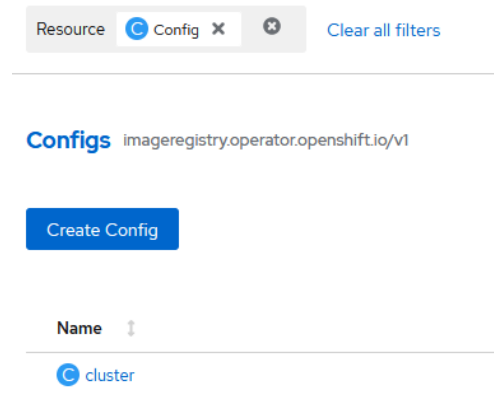 Resource C Config Clear all filters
Configs imageregistry.operator.openshift.io/v1
Create Config
Name
C cluster